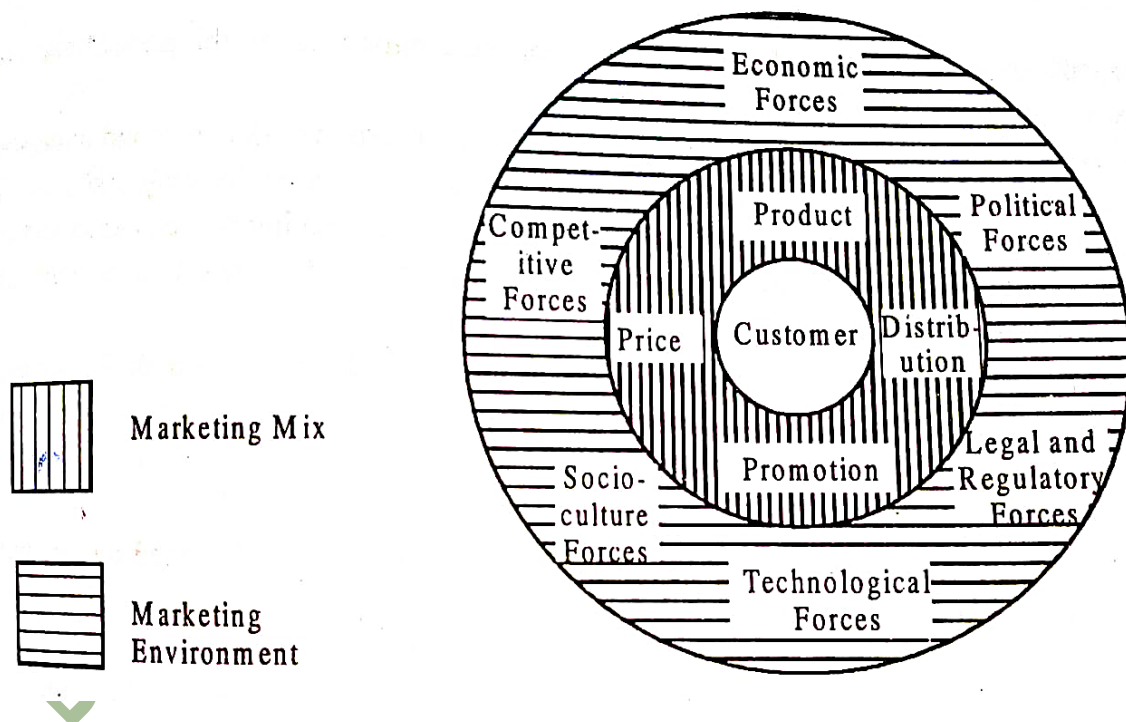 Economic
Forces
Political
Forces
Compet-
itive
Forces
Product
Price
Customer
Distrib-
ution
Promotion
Legal and
Regulatory
Forces
Socio-
culture
Forces
Technological
Forces
Marketing Mix
Marketing
Environment